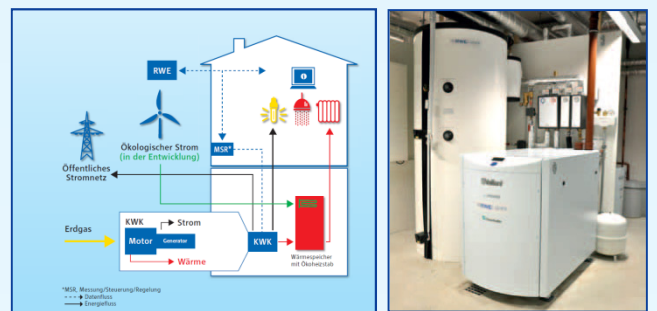 RWE
Ökologischer Strom
(in der Entwicklung)
MSR*
Öffentliches
Stromnetz
KWK
Strom
Erdgas
Motor
Generator
KWK
Wärme
Wärmespeicher
mit Ökoheizstab
*MSR, Messung/Steuerung/Regelung
Datenfluss
Energiefluss
Vaillant